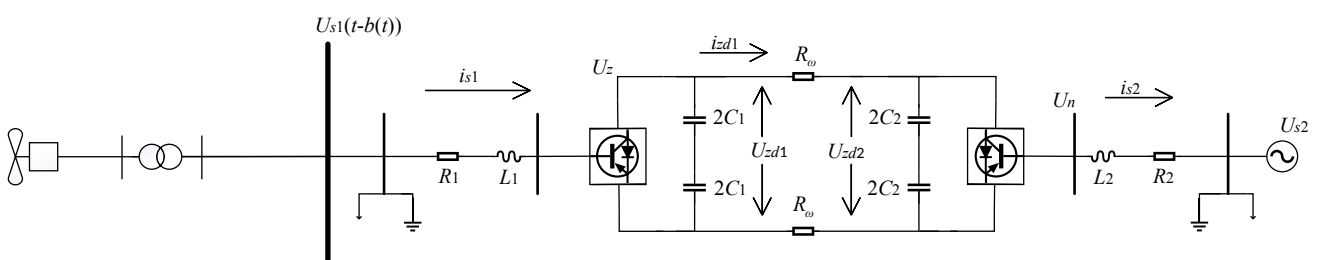 Us1(t-b(t))
is1
R1
L1
Uz
izd1
Rω
2C1
2C1
Uzd1
Uzd2
2C2
2C2
Rω
Un
is2
L2
R2
Us2